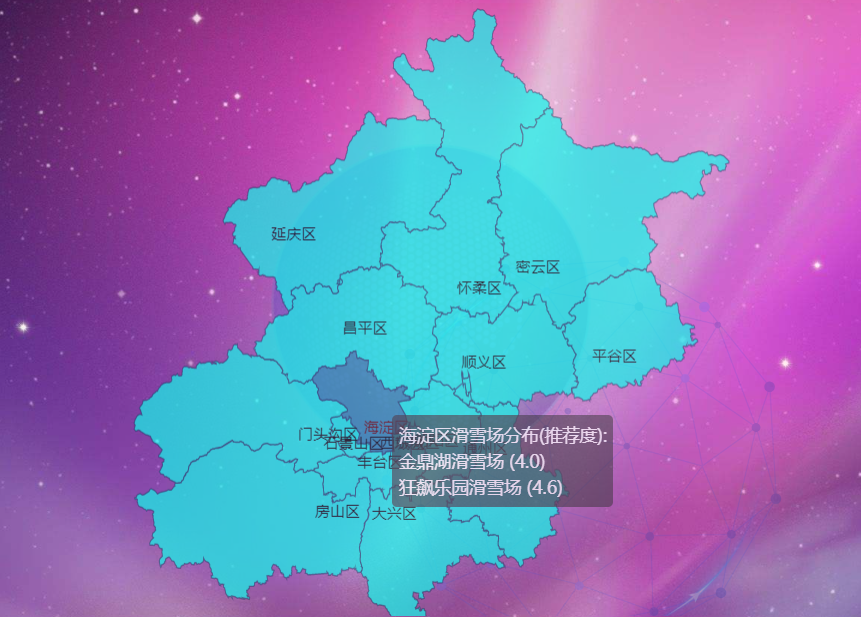 延庆区
密云区
怀柔区
昌平区
顺义区
平谷区
门头沟区
海淀区
石景山区
丰台区
房山区
大兴区
海淀区滑雪场分布(推荐度):
金鼎湖滑雪场 (4.0)
狂飙乐园滑雪场 (4.6)